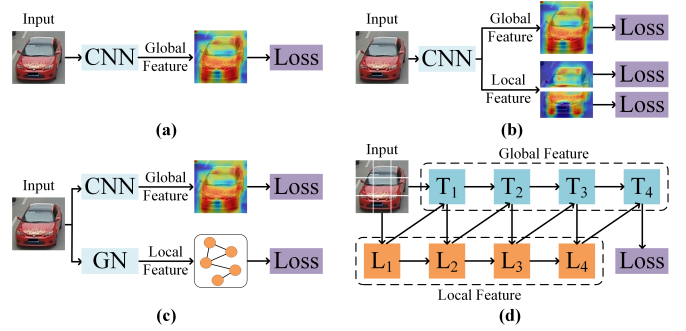 Input
CNN
Global
Feature
Loss
(a)
Input
CNN
Global
Feature
Loss
Local
Feature
Loss
Loss
(b)
Input
CNN
Global
Feature
Loss
GN
Local
Feature
Loss
(c)
Input
Global Feature
T1 T2 T3 T4
L1 L2 L3 L4
Loss
Local Feature
(d)